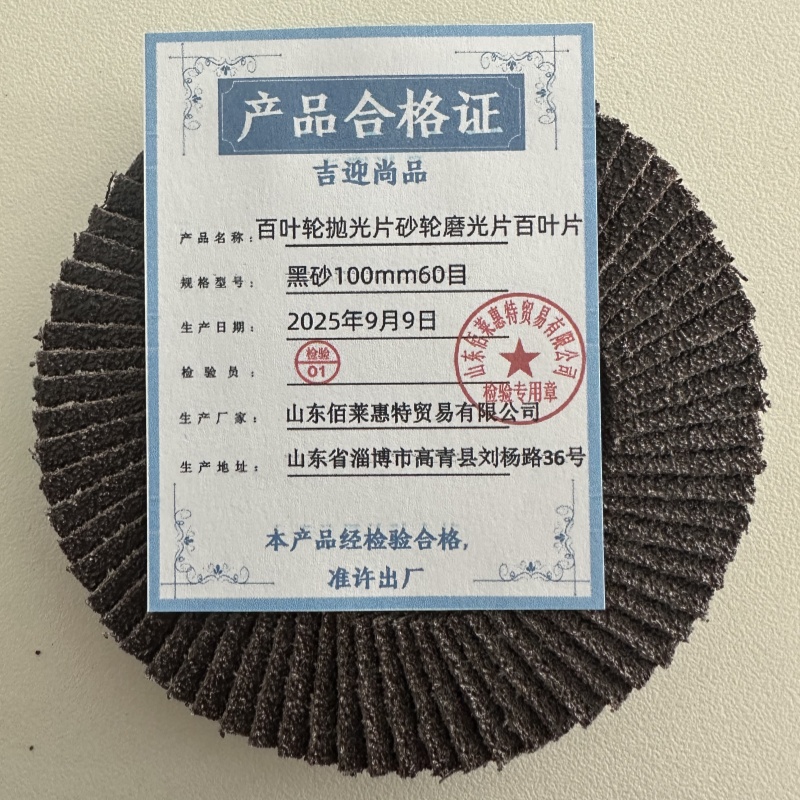 产品合格证
吉迎尚品
产品名称：百叶轮抛光片砂轮磨光片百叶片
规格型号：黑砂100mm60目
生产日期：2025年9月9日
检验员：检验 01
山东佰莱惠特贸易有限公司
检验专用章
生产厂家：山东佰莱惠特贸易有限公司
生产地址：山东省淄博市高青县刘杨路36号
本产品经检验合格，
准许出厂